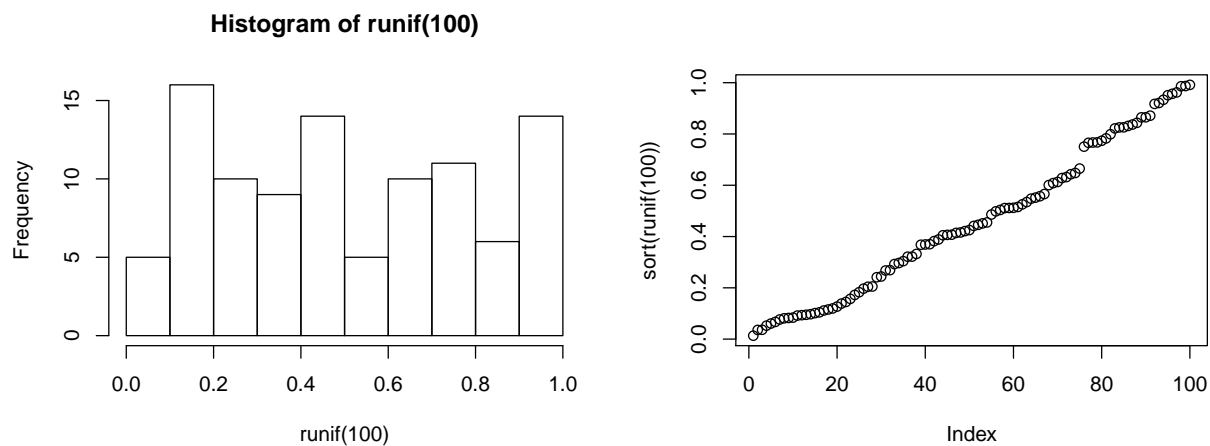 Histogram of runif(100)
Frequency
15
10
5
0
0.0 0.2 0.4 0.6 0.8 1.0
runif(100)
sort(runif(100))
1.0
0.8
0.6
0.4
0.2
0.0
0 20 40 60 80 100
Index